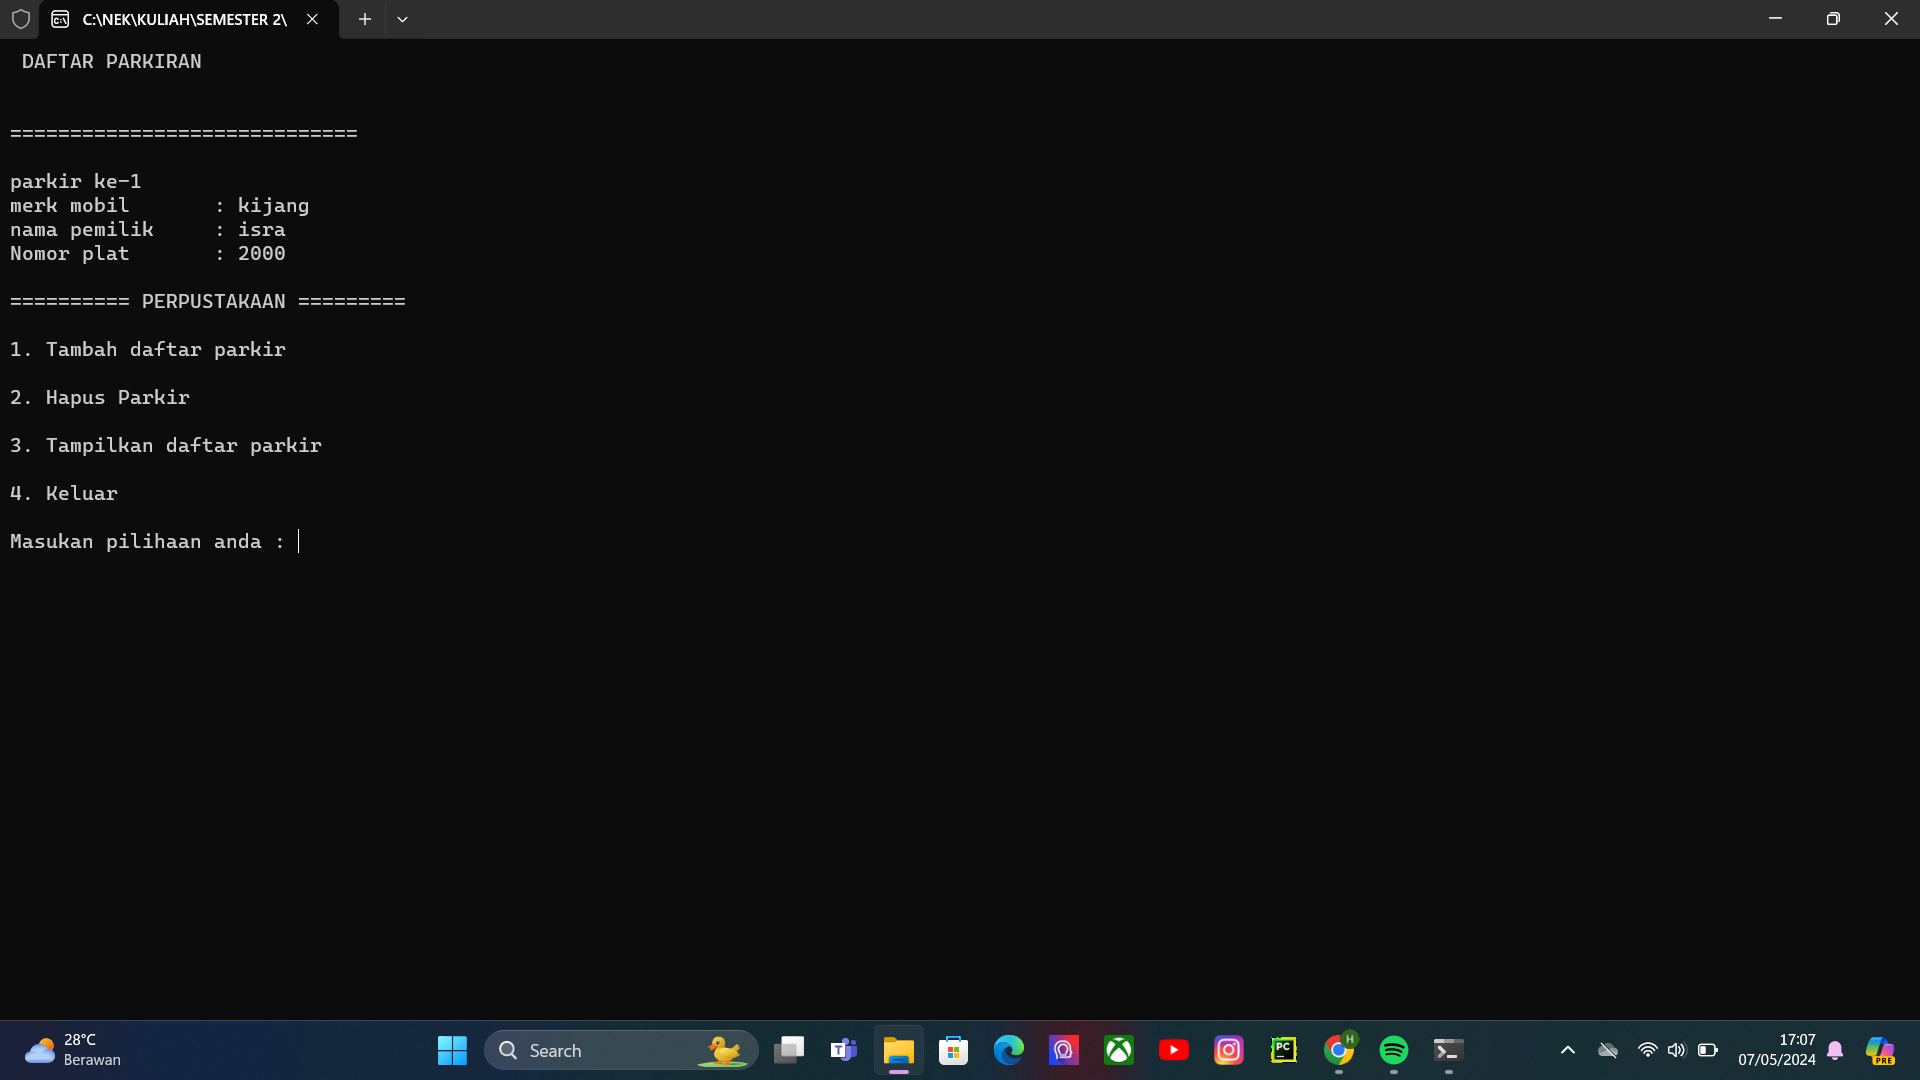 C:\NEK\KULIAH\SEMESTER 2\
DAFTAR PARKIRAN
=============================
parkir ke-1
merk mobil : kijang
nama pemilik : isra
Nomor plat : 2000
========== PERPUSTAKAAN =========
1. Tambah daftar parkir
2. Hapus Parkir
3. Tampilkan daftar parkir
4. Keluar
Masukan pilihaan anda :
28°C
Berawan
Search
PC
H
17:07
07/05/2024
PRE